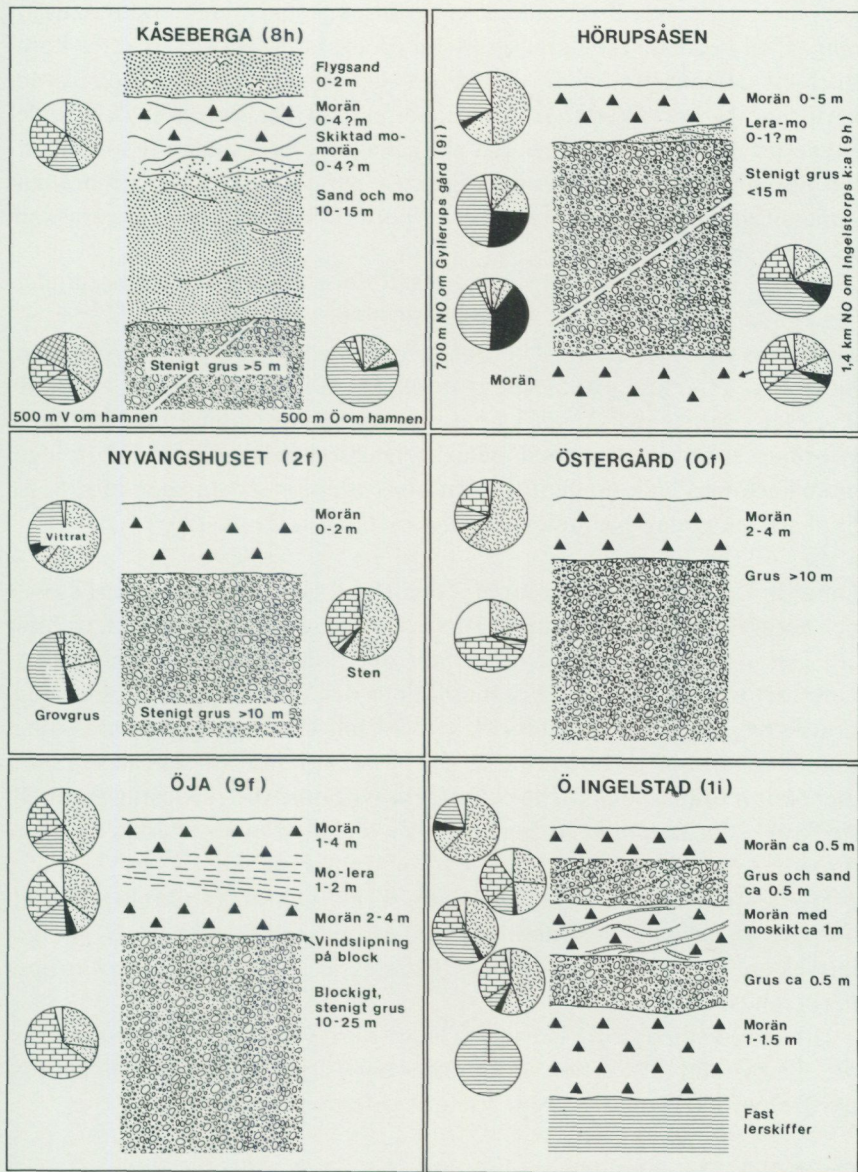 KÅSEBERGA (8h)
Flygsand
0-2 m
Morän
0-4? m
Skiktad mo-
morän
0-4? m
Sand och mo
10-15 m
Stenigt grus >5 m
500 m V om hamnen
500 m Ö om hamnen
HÖRUPSÅSEN
700 m NO om Gyllerups gård (9i)
Morän 0-5 m
Lera-mo
0-1? m
Stenigt grus
<15 m
Morän
1,4 km NO om Ingelstorps k:a (9h)
NYVÅNGSHUSET (2f)
Vittrat
Morän
0-2 m
Sten
Grovgrus
Stenigt grus >10 m
ÖSTERGÅRD (0f)
Morän
2-4 m
Grus >10 m
ÖJA (9f)
Morän
1-4 m
Mo-lera
1-2 m
Morän 2-4 m
Vindslipning
på block
Blockigt,
stenigt grus
10-25 m
Ö. INGELSTAD (1i)
Morän ca 0.5 m
Grus och sand
ca 0.5 m
Morän med
moskikt ca 1m
Grus ca 0.5 m
Morän
1-1.5 m
Fast
lerskiffer